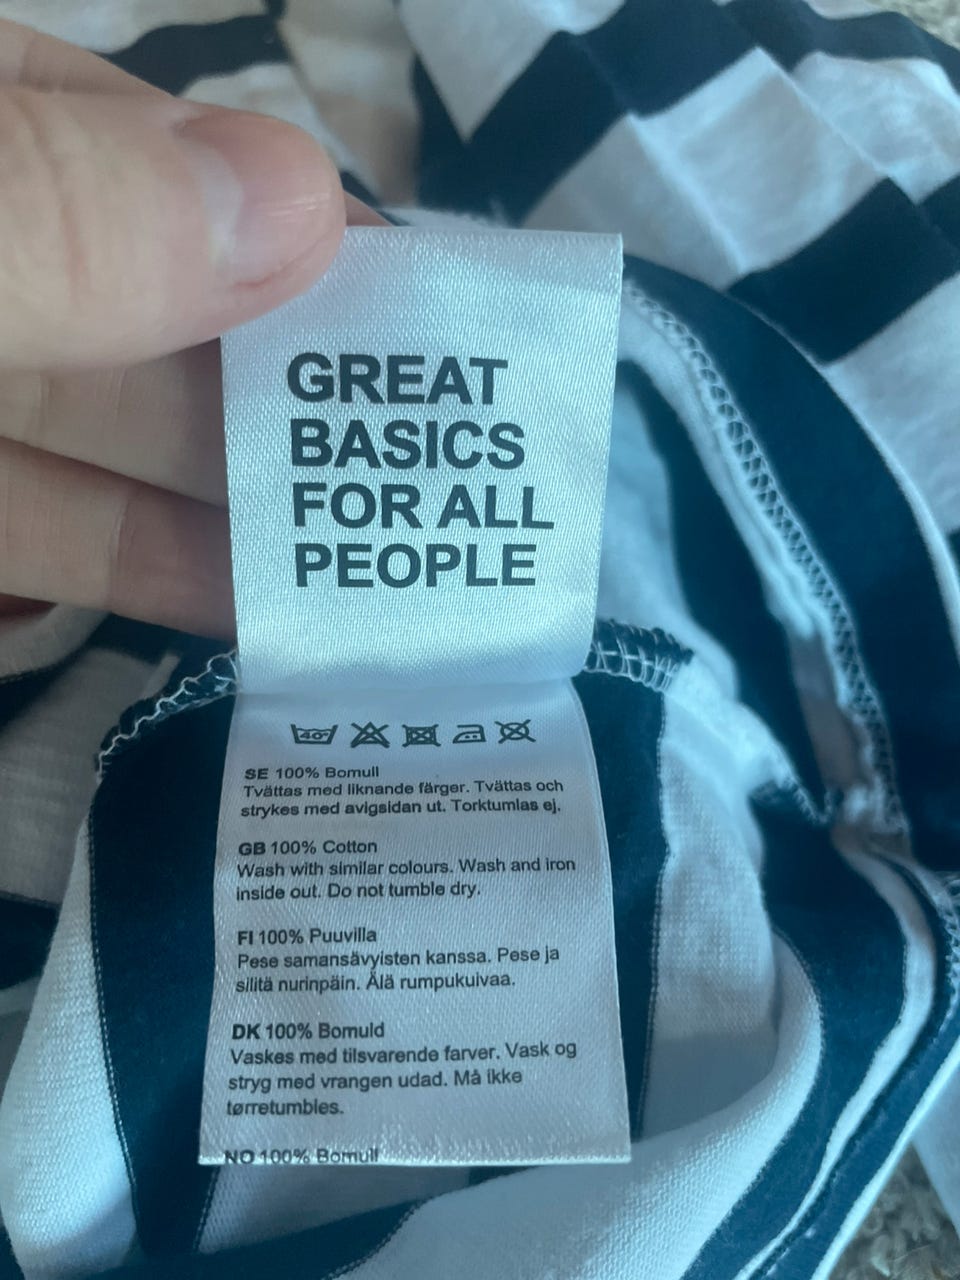 GREAT
BASICS
FOR ALL
PEOPLE
40°
SE 100% Bomull
Tvättas med liknande färger. Tvättas och
strykes med avigsidan ut. Torktumlas ej.
GB 100% Cotton
Wash with similar colours. Wash and iron
inside out. Do not tumble dry.
FI 100% Puuvilla
Pese samansävyisten kanssa. Pese ja
silitä nurinpäin. Älä rumpukuivaa.
DK 100% Bomuld
Vaskes med tilsvarende farver. Vask og
stryg med vrangen udad. Må ikke
tørretumbles.
NO 100% Bomull